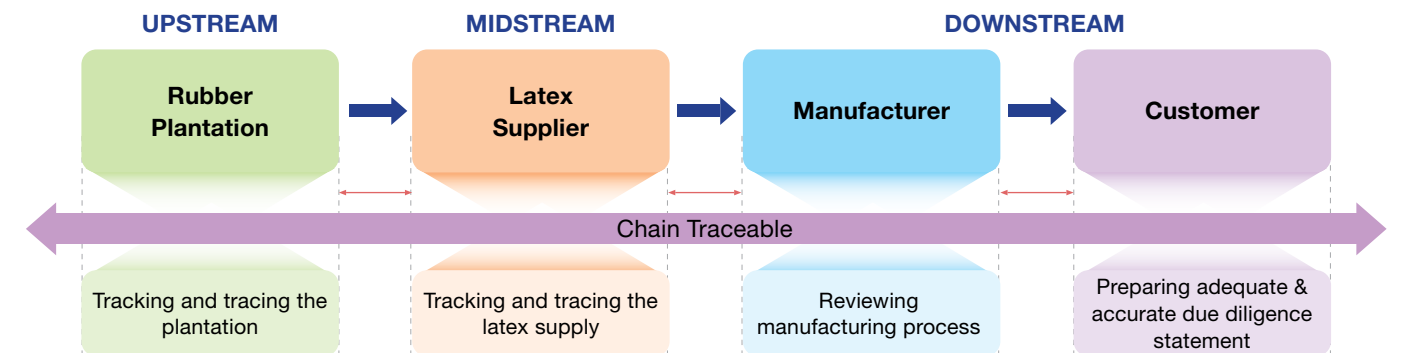 UPSTREAM
MIDSTREAM
DOWNSTREAM
Rubber
Plantation
Latex
Supplier
Manufacturer
Customer
Chain Traceable
Tracking and tracing the
plantation
Tracking and tracing the
latex supply
Reviewing
manufacturing process
Preparing adequate &
accurate due diligence
statement